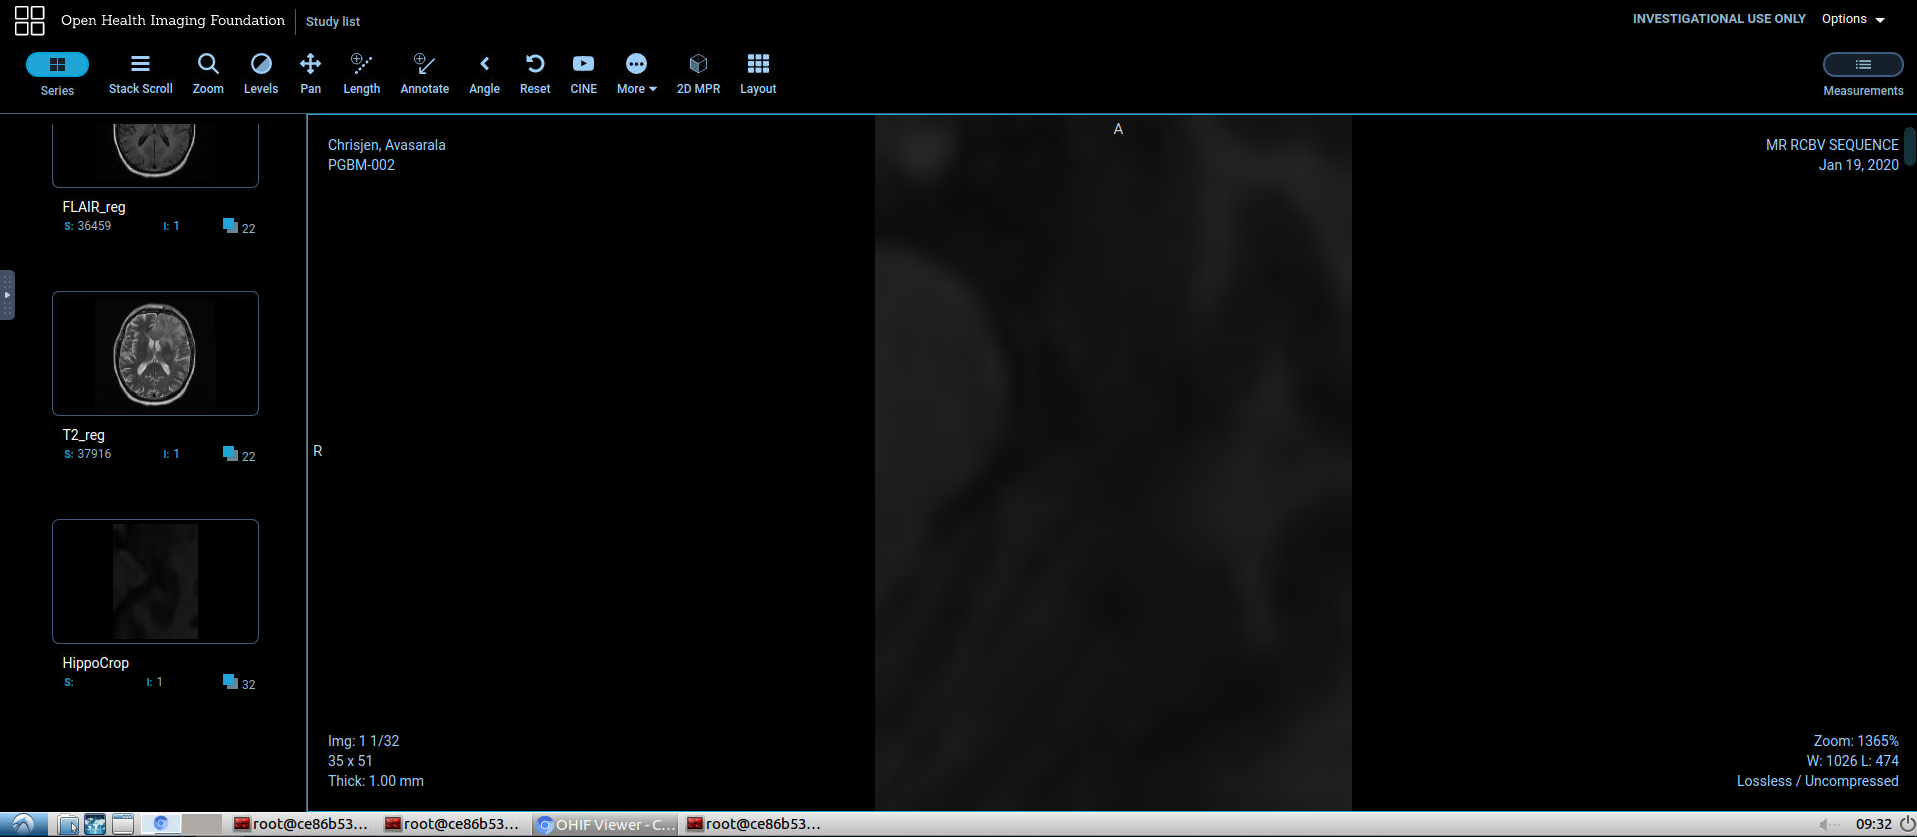 Open Health Imaging Foundation
Study list
INVESTIGATIONAL USE ONLY
Options
Series
Stack Scroll
Zoom
Levels
Pan
Length
Annotate
Angle
Reset
CINE
More
2D MPR
Layout
Measurements
FLAIR_reg
S: 36459 I: 1 22
T2_reg
S: 37916 I: 1 22
HippoCrop
S: I: 1 32
Chrisjen, Avasarala
PGBM-002
A
MR RCBV SEQUENCE
Jan 19, 2020
R
Img: 1 1/32
35 x 51
Thick: 1.00 mm
Zoom: 1365%
W: 1026 L: 474
Lossless / Uncompressed
root@ce86b53...
root@ce86b53...
OHIF Viewer - C...
root@ce86b53...
09:32